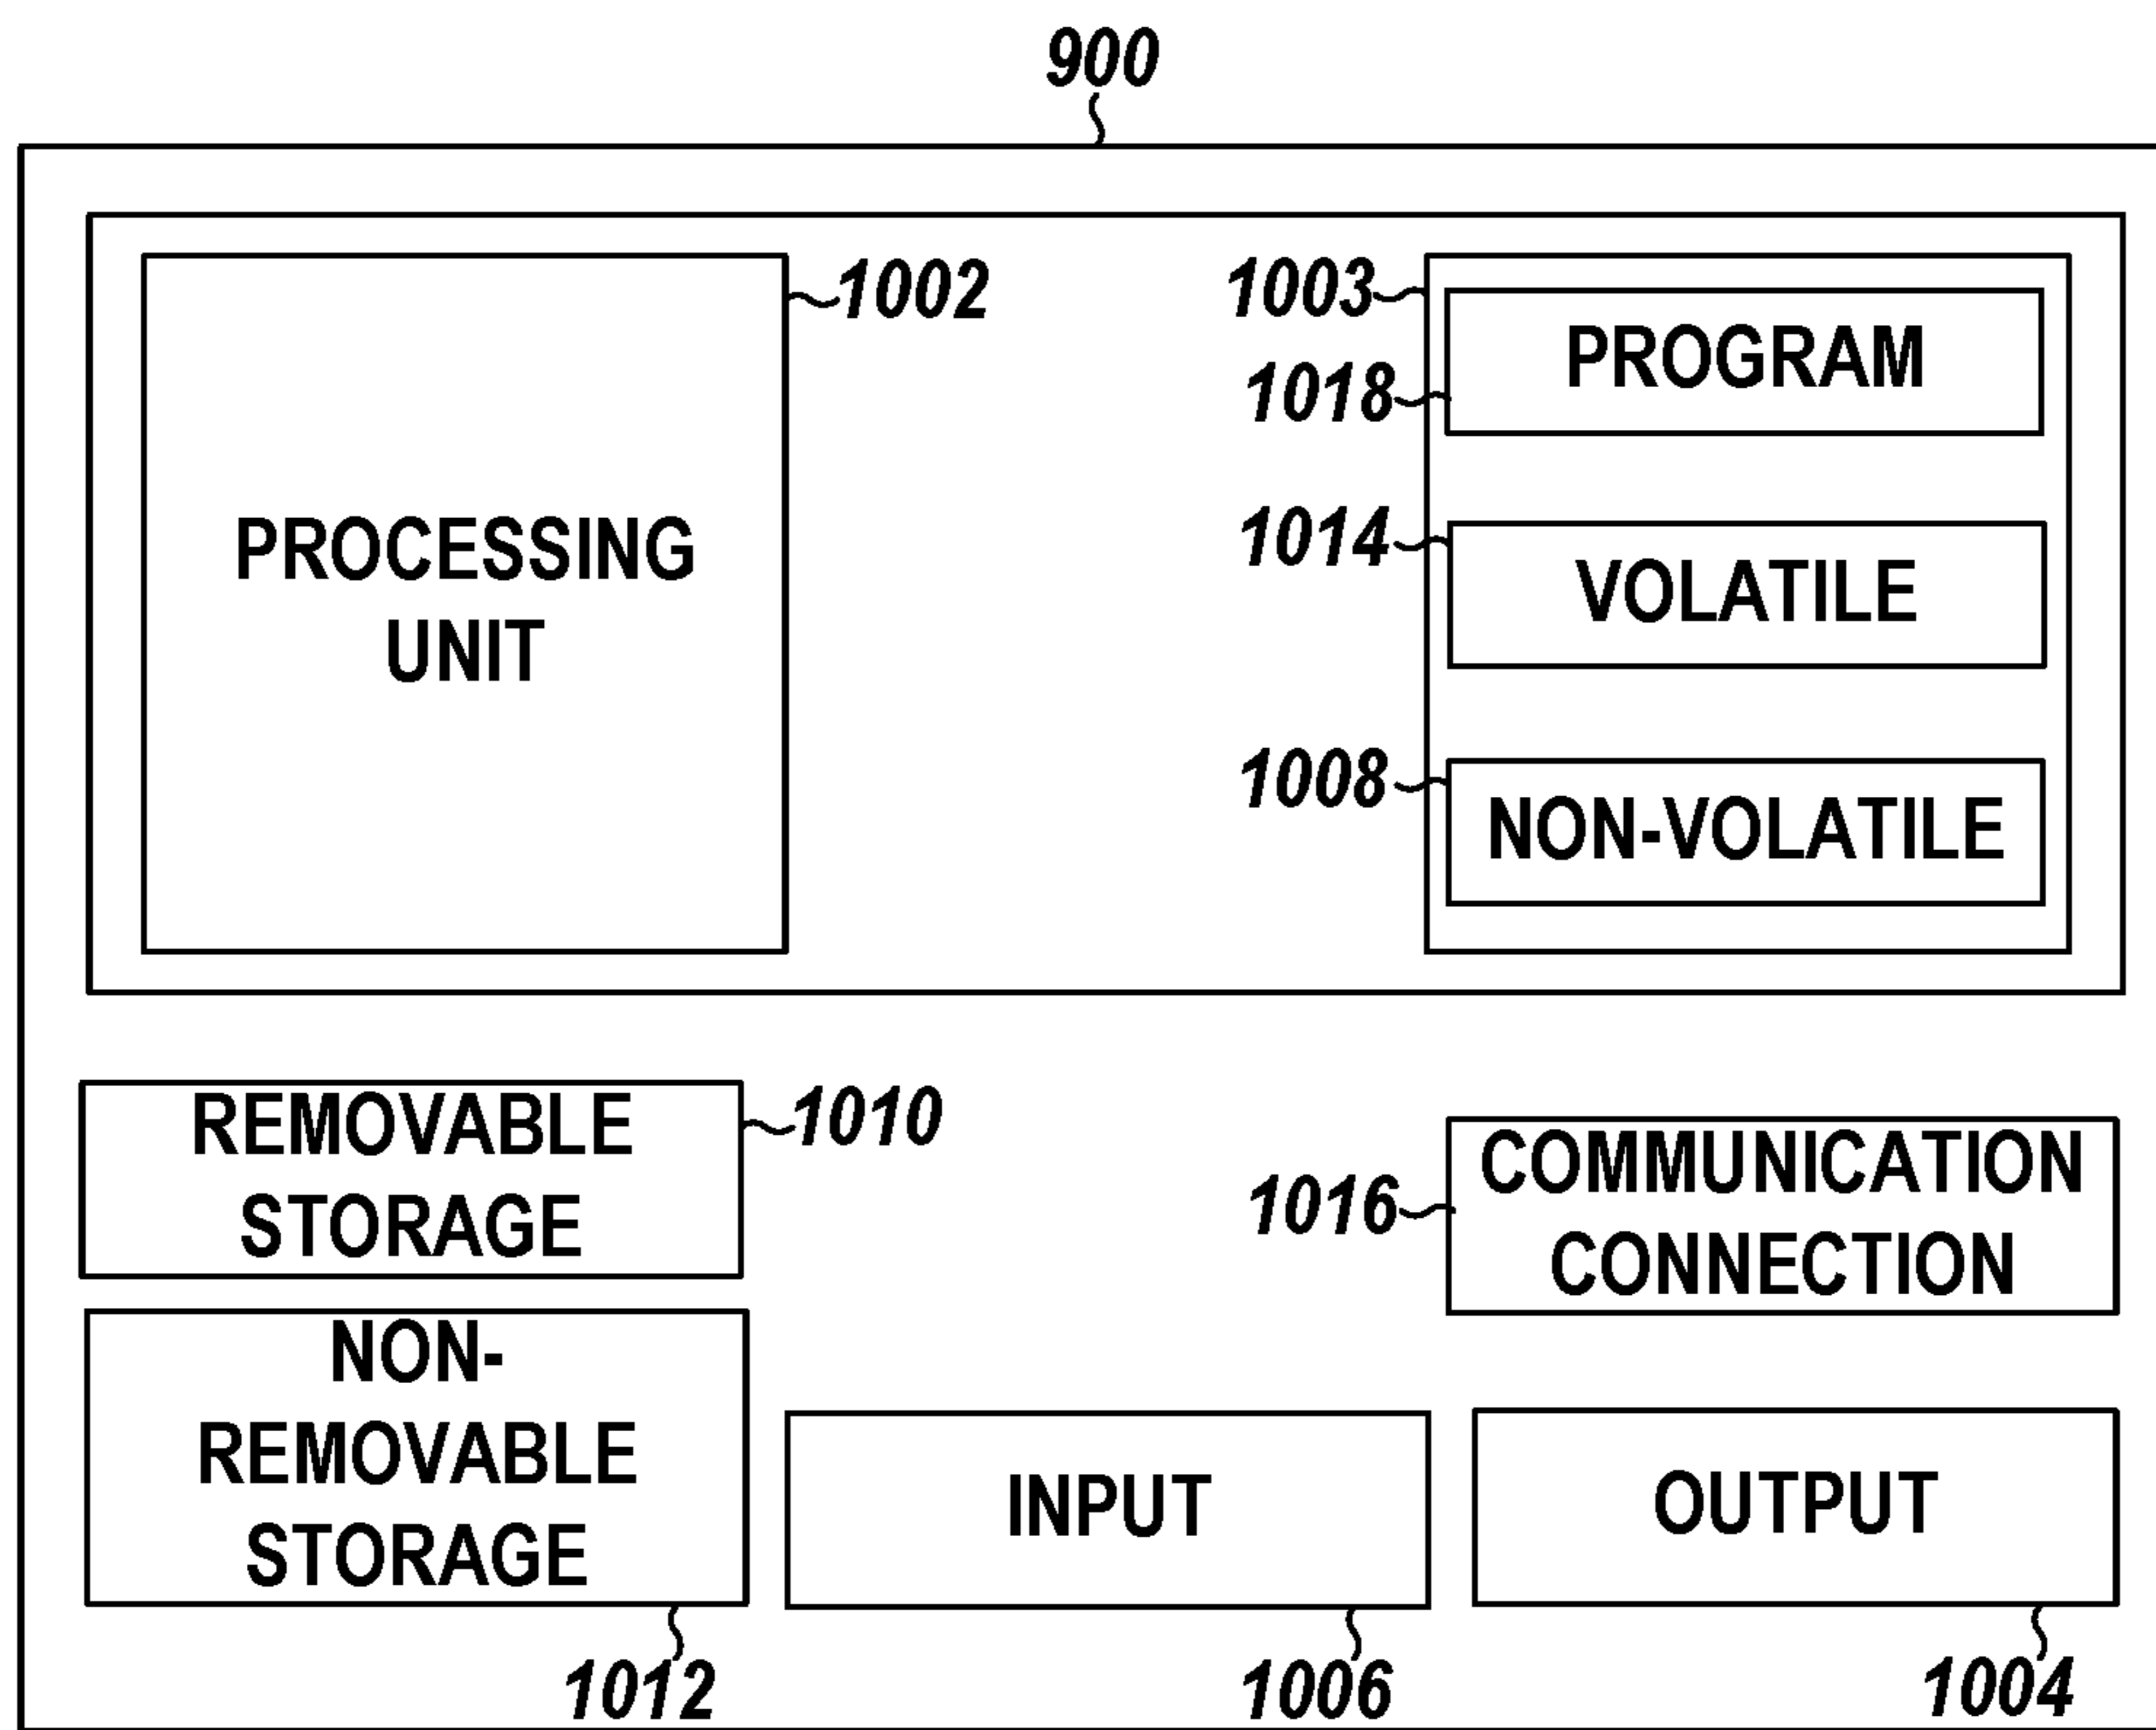 900
1002
1003
PROGRAM
1018
PROCESSING
UNIT
1014
VOLATILE
1008
NON-VOLATILE
REMOVABLE
STORAGE
1010
COMMUNICATION
CONNECTION
1016
NON-
REMOVABLE
STORAGE
INPUT
OUTPUT
1012
1006
1004